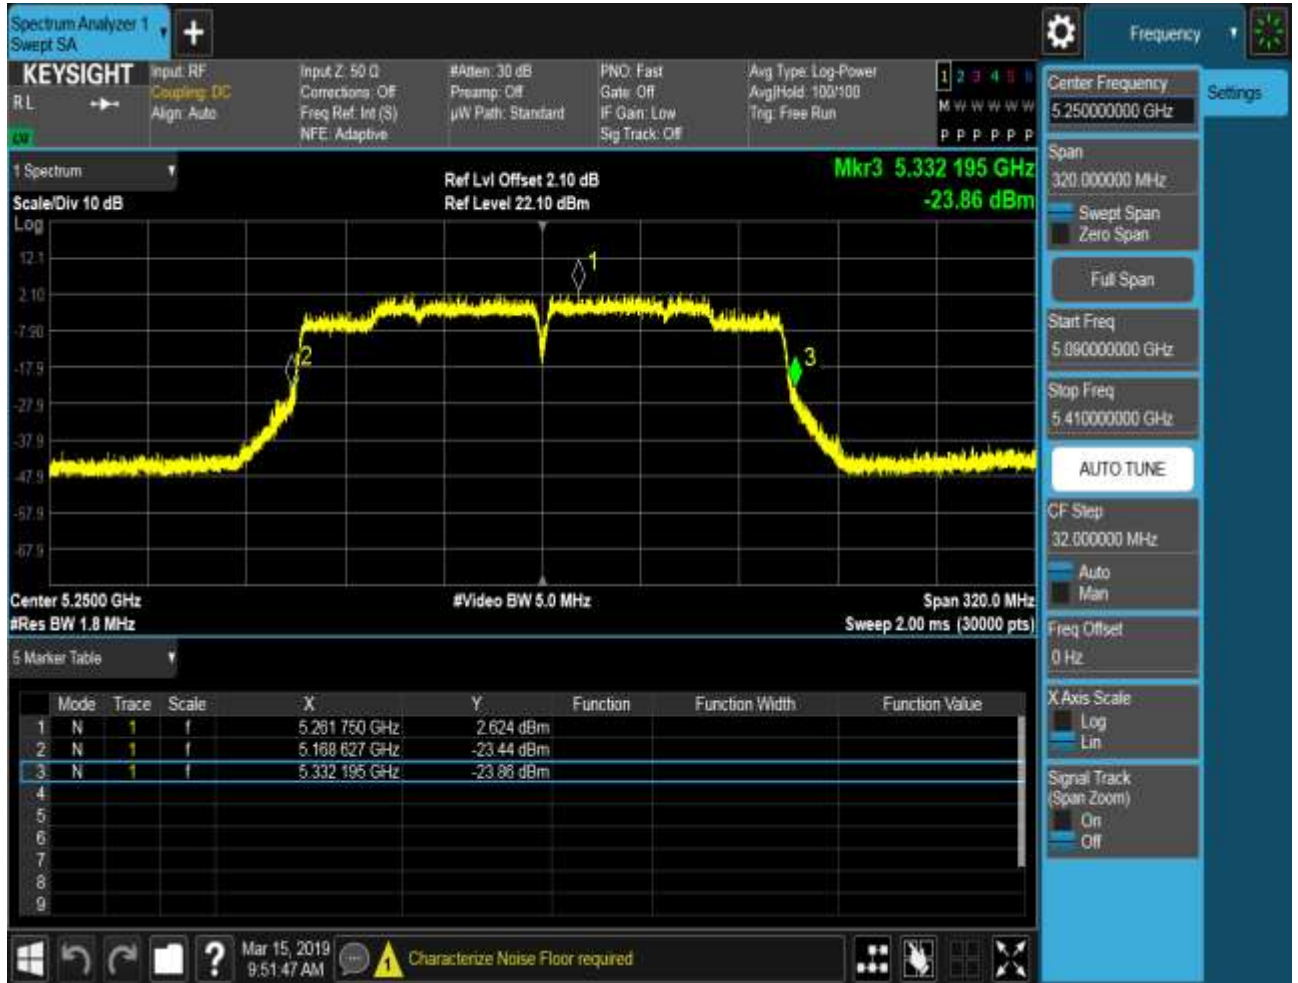 Spectrum Analyzer 1
Swept SA
+
Frequency
KEYSIGHT
R L
Input: RF
Coupling: DC
Align: Auto
Input Z: 50 Ω
Corrections: Off
Freq Ref: Int (S)
NFE: Adaptive
#Atten: 30 dB
Preamp: Off
µW Path: Standard
PNO: Fast
Gate: Off
IF Gain: Low
Sig Track: Off
Avg Type: Log-Power
Avg|Hold: 100/100
Trig: Free Run
1 2 3 4 5 6
M W W W W W
P P P P P P
1 Spectrum
Scale/Div 10 dB
Ref Lvl Offset 2.10 dB
Ref Level 22.10 dBm
Mkr3 5.332 195 GHz
-23.86 dBm
Log
12.1
2.10
-7.90
-17.9
-27.9
-37.9
-47.9
-57.9
-67.9
1
2
3
Center 5.2500 GHz
#Video BW 5.0 MHz
Span 320.0 MHz
#Res BW 1.8 MHz
Sweep 2.00 ms (30000 pts)
5 Marker Table
Mode Trace Scale X Y Function Function Width Function Value
1 N 1 f 5.261 750 GHz 2.624 dBm
2 N 1 f 5.168 627 GHz -23.44 dBm
3 N 1 f 5.332 195 GHz -23.86 dBm
4
5
6
7
8
9
Mar 15, 2019
9:51:47 AM
?
1
Characterize Noise Floor required
Center Frequency
5.250000000 GHz
Settings
Span
320.000000 MHz
Swept Span
Zero Span
Full Span
Start Freq
5.090000000 GHz
Stop Freq
5.410000000 GHz
AUTO TUNE
CF Step
32.000000 MHz
Auto
Man
Freq Offset
0 Hz
X Axis Scale
Log
Lin
Signal Track
(Span Zoom)
On
Off